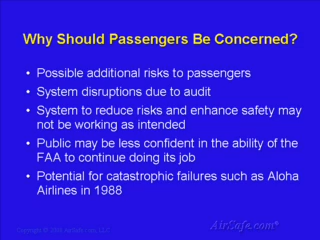 Why Should Passengers Be Concerned?
• Possible additional risks to passengers
• System disruptions due to audit
• System to reduce risks and enhance safety may
not be working as intended
• Public may be less confident in the ability of the
FAA to continue doing its job
• Potential for catastrophic failures such as Aloha
Airlines in 1988
AirSafe.com®